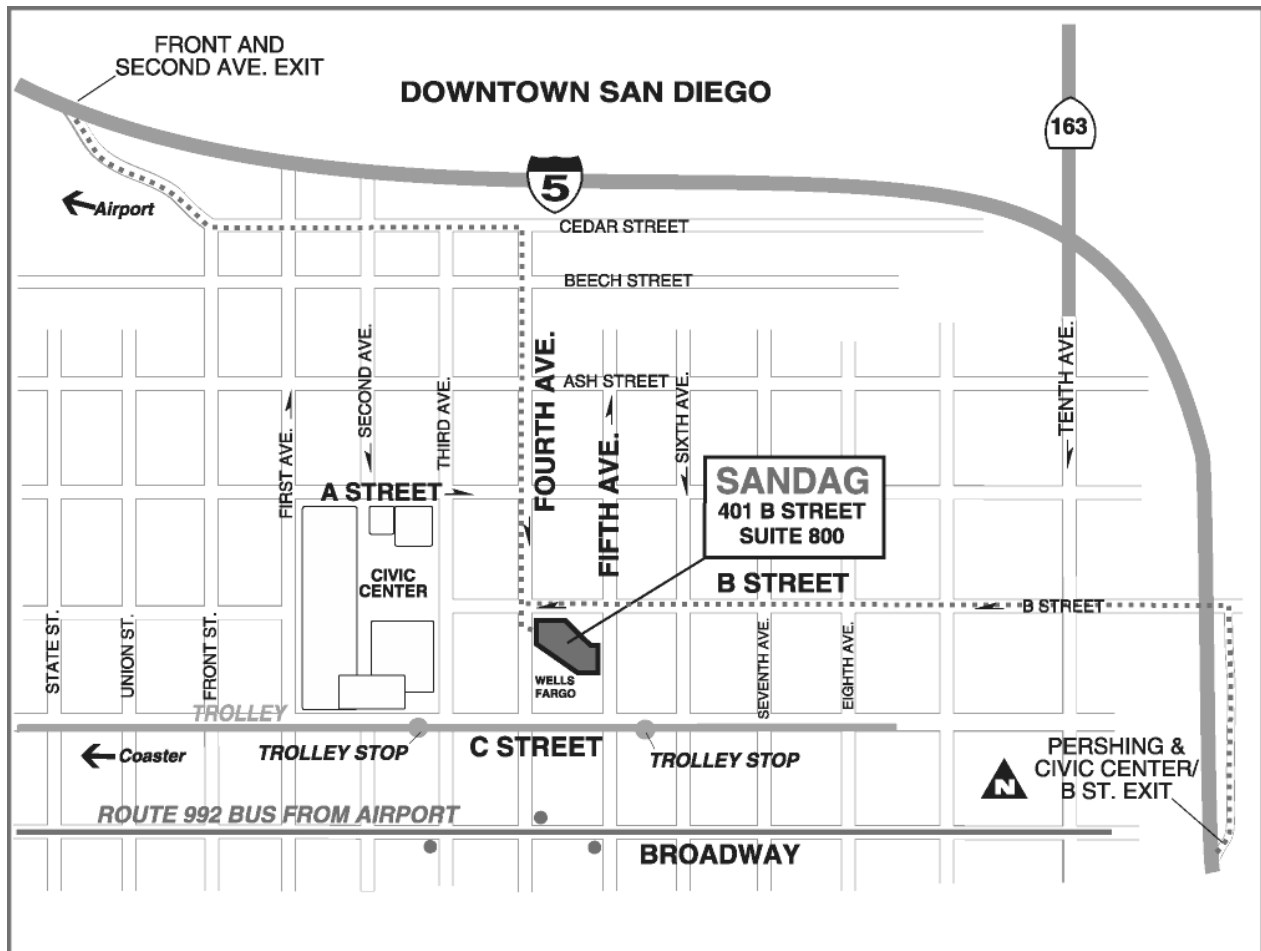 FRONT AND
SECOND AVE. EXIT
DOWNTOWN SAN DIEGO
163
5
Airport
CEDAR STREET
BEECH STREET
ASH STREET
FIRST AVE.
SECOND AVE.
THIRD AVE.
FOURTH AVE.
FIFTH AVE.
SIXTH AVE.
TENTH AVE.
A STREET
SANDAG
401 B STREET
SUITE 800
CIVIC
CENTER
B STREET
B STREET
STATE ST.
UNION ST.
FRONT ST.
WELLS
FARGO
SEVENTH AVE.
EIGHTH AVE.
TROLLEY
TROLLEY STOP
C STREET
TROLLEY STOP
Coaster
N
PERSHING &
CIVIC CENTER/
B ST. EXIT
ROUTE 992 BUS FROM AIRPORT
BROADWAY